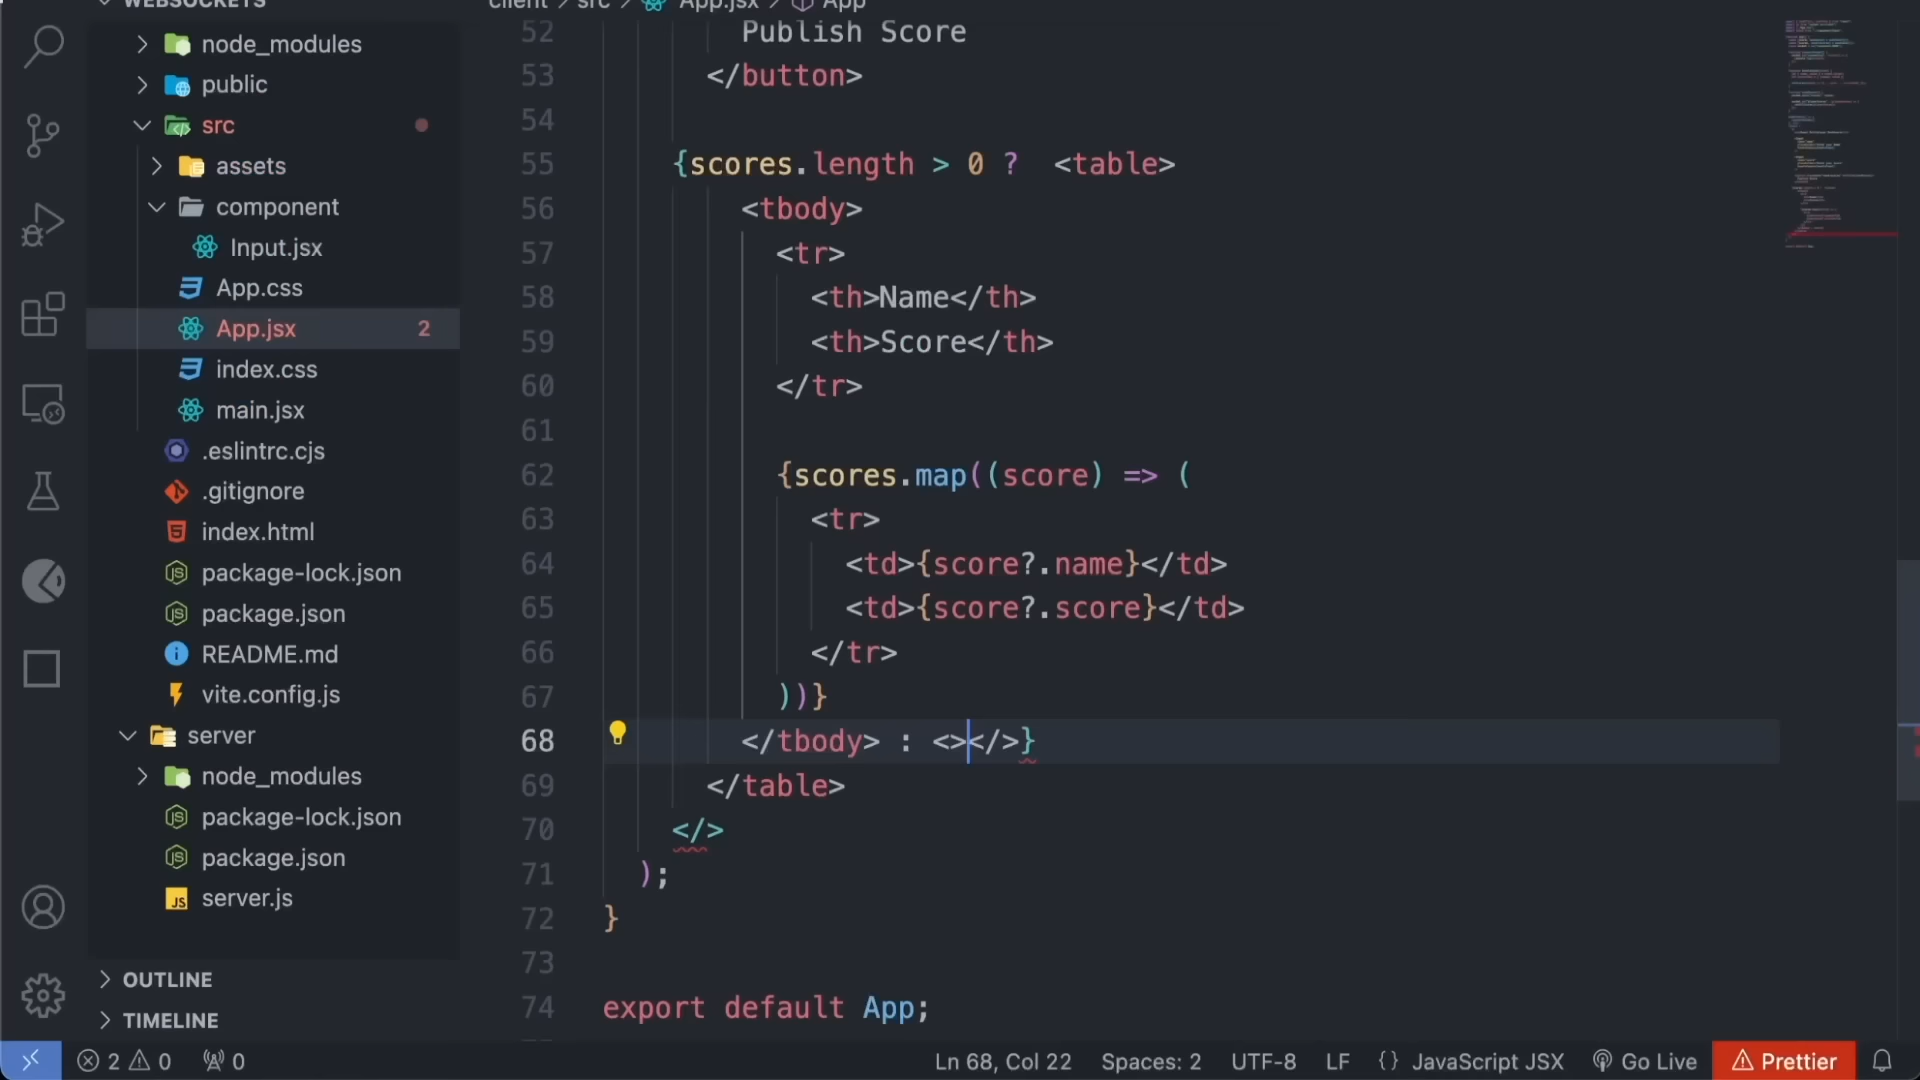 WEBSOCKETS
node_modules
public
src
assets
component
Input.jsx
App.css
App.jsx 2
index.css
main.jsx
.eslintrc.cjs
.gitignore
index.html
package-lock.json
package.json
README.md
vite.config.js
server
node_modules
package-lock.json
package.json
server.js
OUTLINE
TIMELINE
client > src > App.jsx > App
52 Publish Score
53 </button>
54
55 {scores.length > 0 ?  <table>
56 <tbody>
57 <tr>
58 <th>Name</th>
59 <th>Score</th>
60 </tr>
61
62 {scores.map((score) => (
63 <tr>
64 <td>{score?.name}</td>
65 <td>{score?.score}</td>
66 </tr>
67 ))}
68 </tbody> : <></>}
69 </table>
70 </>
71 );
72 }
73
74 export default App;
2 0 0 Ln 68, Col 22 Spaces: 2 UTF-8 LF {} JavaScript JSX Go Live Prettier